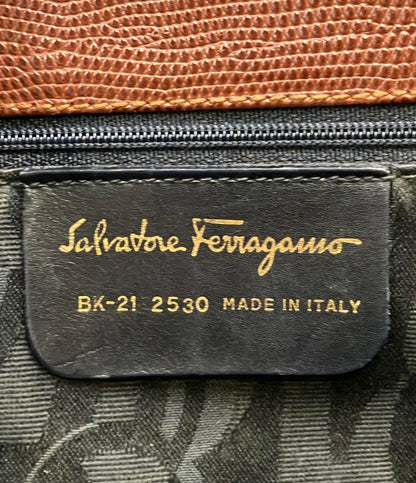 Salvatore Ferragamo
BK-21 2530 MADE IN ITALY